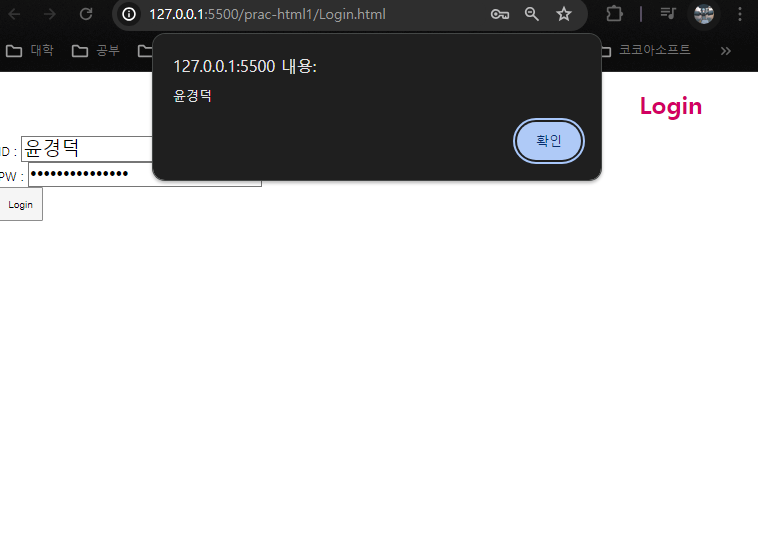 127.0.0.1:5500/prac-html1/Login.html
대학 공부 코코아소프트
127.0.0.1:5500 내용:
윤경덕
확인
Login
ID : 윤경덕
PW : •••••••••••••••
Login